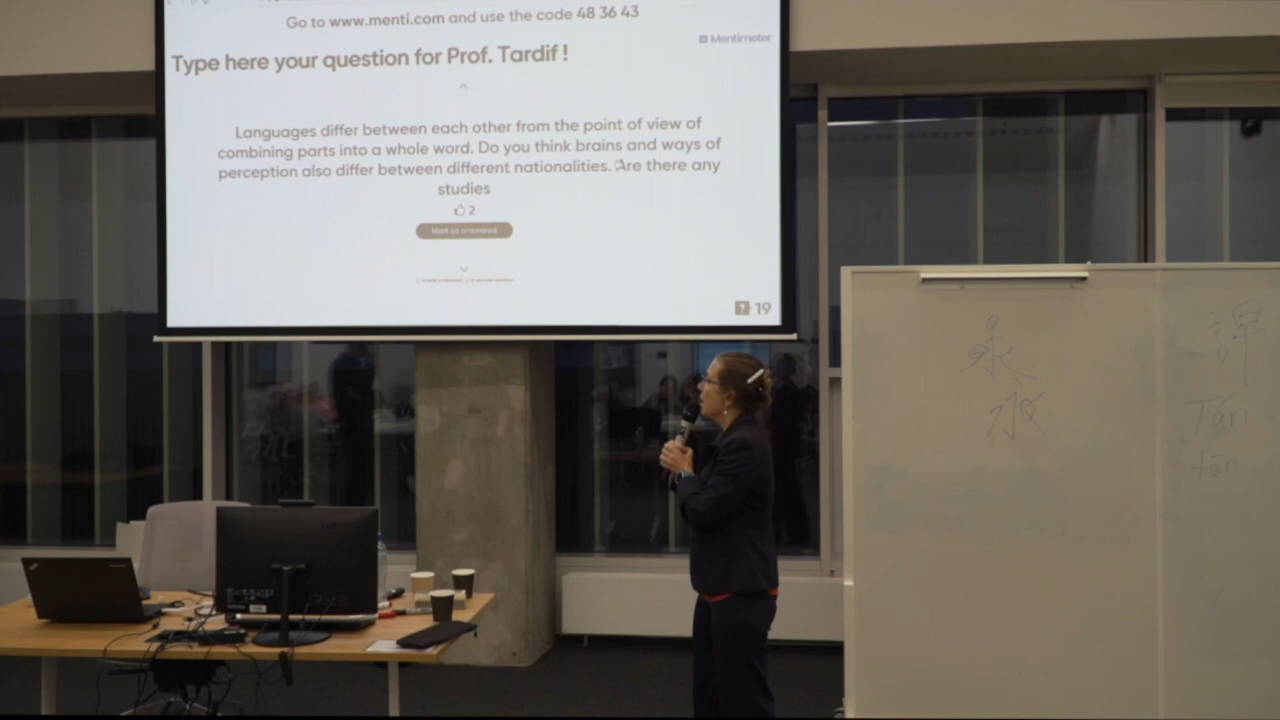 Go to www.menti.com and use the code 48 36 43
Mentimeter
Type here your question for Prof. Tardif !
Languages differ between each other from the point of view of
combining parts into a whole word. Do you think brains and ways of
perception also differ between different nationalities. Are there any
studies
2
Mark as answered
19
永
Tán
tán